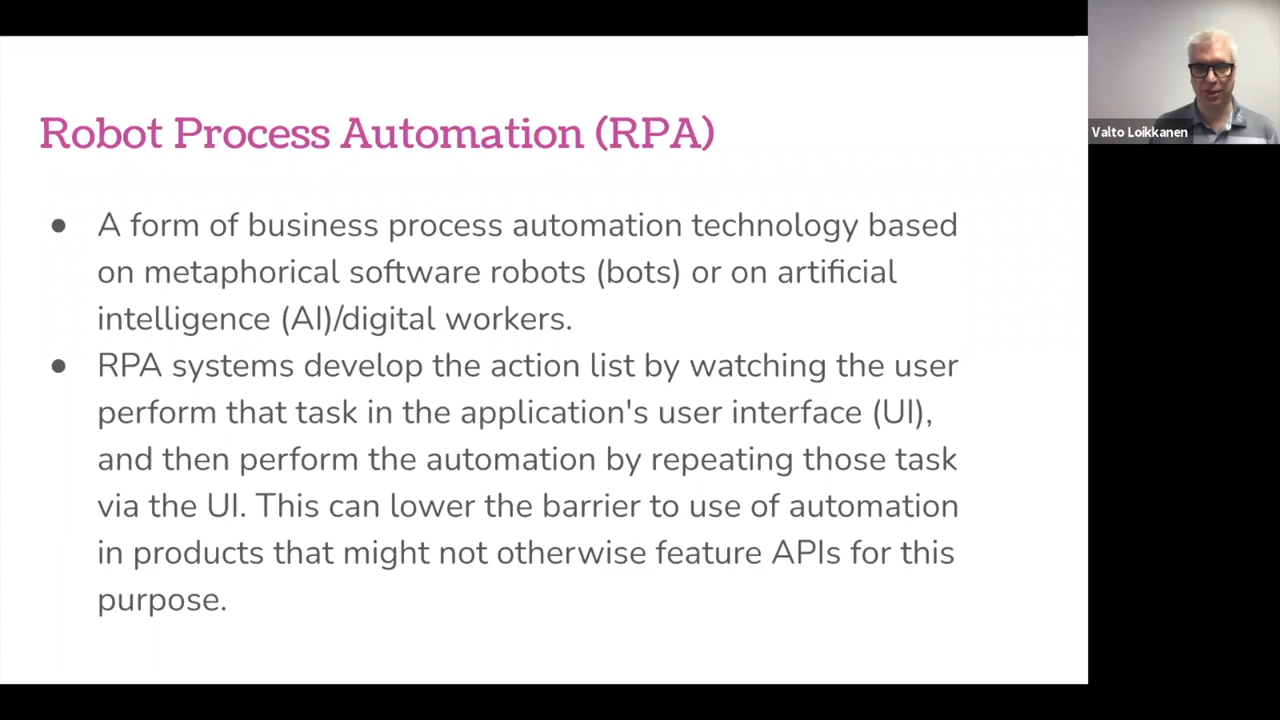 Robot Process Automation (RPA)
● A form of business process automation technology based
on metaphorical software robots (bots) or on artificial
intelligence (AI)/digital workers.
● RPA systems develop the action list by watching the user
perform that task in the application's user interface (UI),
and then perform the automation by repeating those task
via the UI. This can lower the barrier to use of automation
in products that might not otherwise feature APIs for this
purpose.
Valto Loikkanen